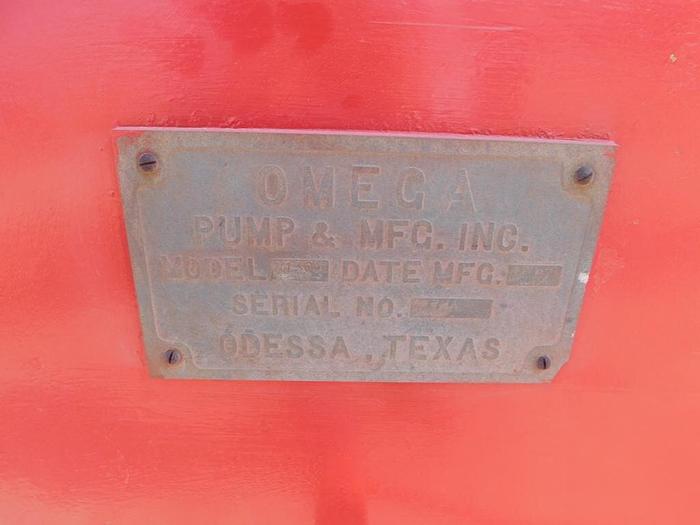 OMEGA
PUMP & MFG. INC.
MODEL DATE MFG.
SERIAL NO.
ODESSA, TEXAS